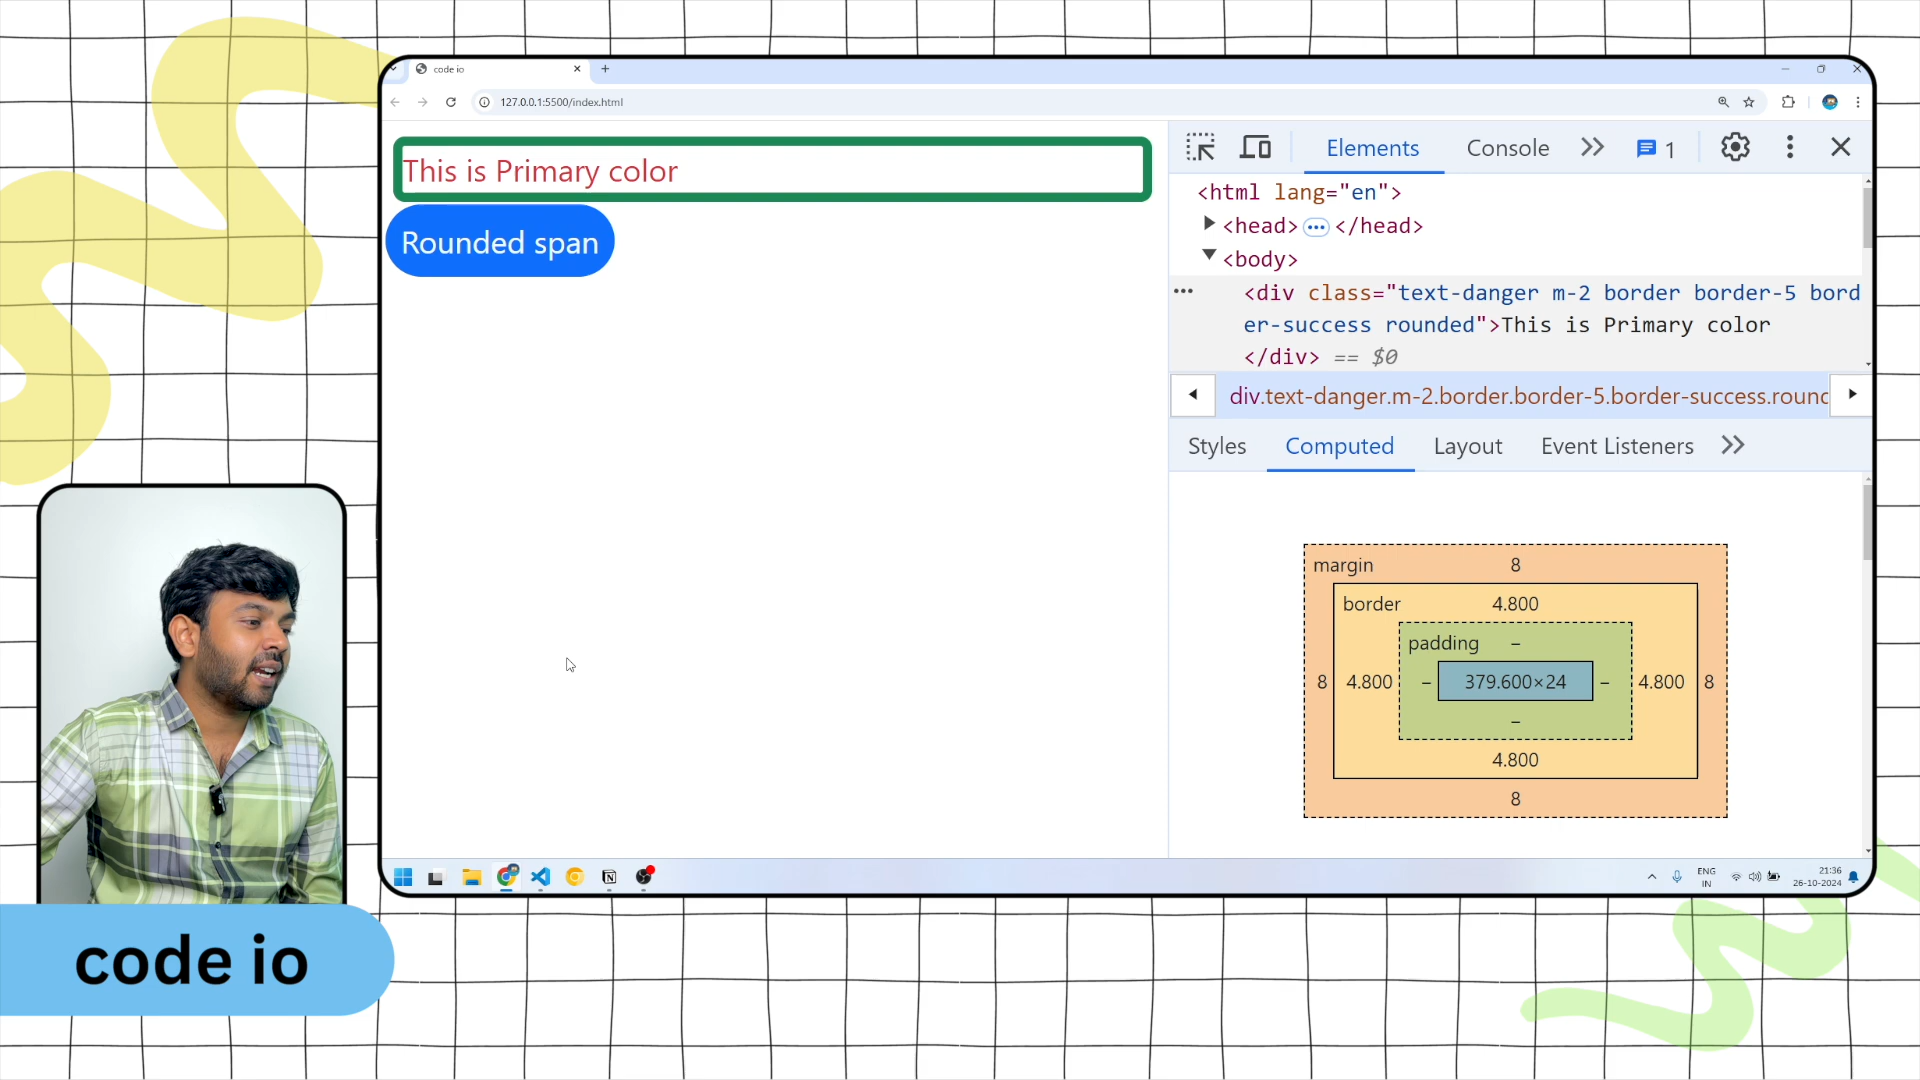 code io
127.0.0.1:5500/index.html
This is Primary color
Rounded span
Elements Console 1
<html lang="en">
<head> ••• </head>
<body>
••• <div class="text-danger m-2 border border-5 bord
er-success rounded">This is Primary color
</div> == $0
div.text-danger.m-2.border.border-5.border-success.round
Styles Computed Layout Event Listeners
margin 8
border 4.800
padding –
8 4.800 – 379.600×24 – 4.800 8
–
4.800
8
ENG
IN
21:36
26-10-2024
code io